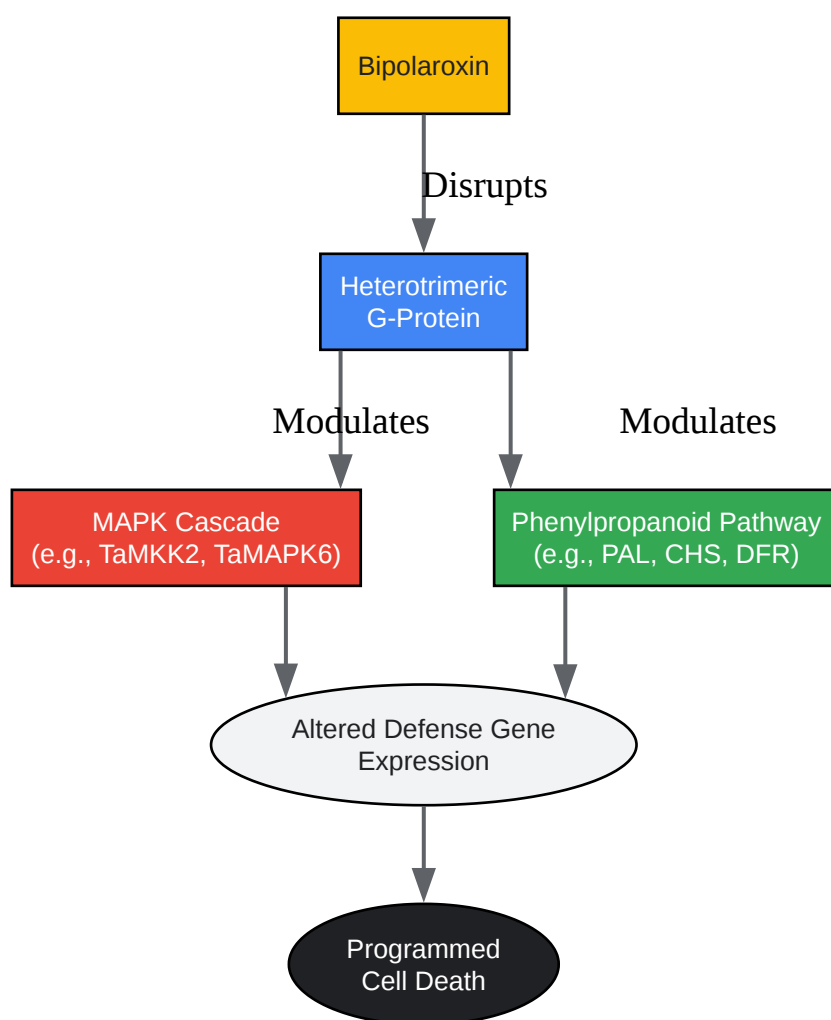 Bipolaroxin
Disrupts
Heterotrimeric
G-Protein
Modulates
Modulates
MAPK Cascade
(e.g., TaMKK2, TaMAPK6)
Phenylpropanoid Pathway
(e.g., PAL, CHS, DFR)
Altered Defense Gene
Expression
Programmed
Cell Death